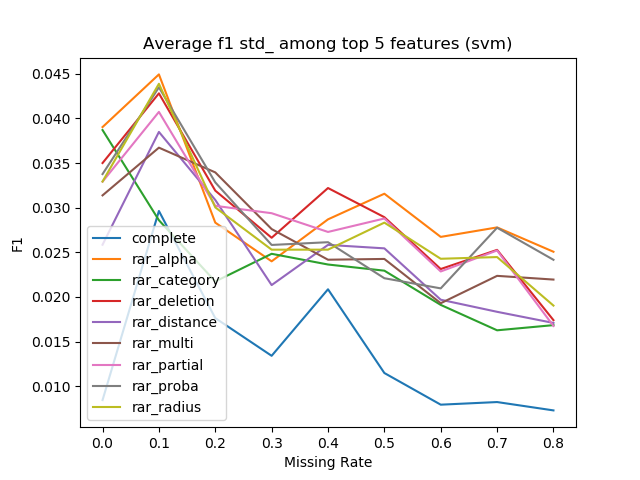 Average f1 std_ among top 5 features (svm)
F1
0.045
0.040
0.035
0.030
0.025
0.020
0.015
0.010
complete
rar_alpha
rar_category
rar_deletion
rar_distance
rar_multi
rar_partial
rar_proba
rar_radius
0.0 0.1 0.2 0.3 0.4 0.5 0.6 0.7 0.8
Missing Rate